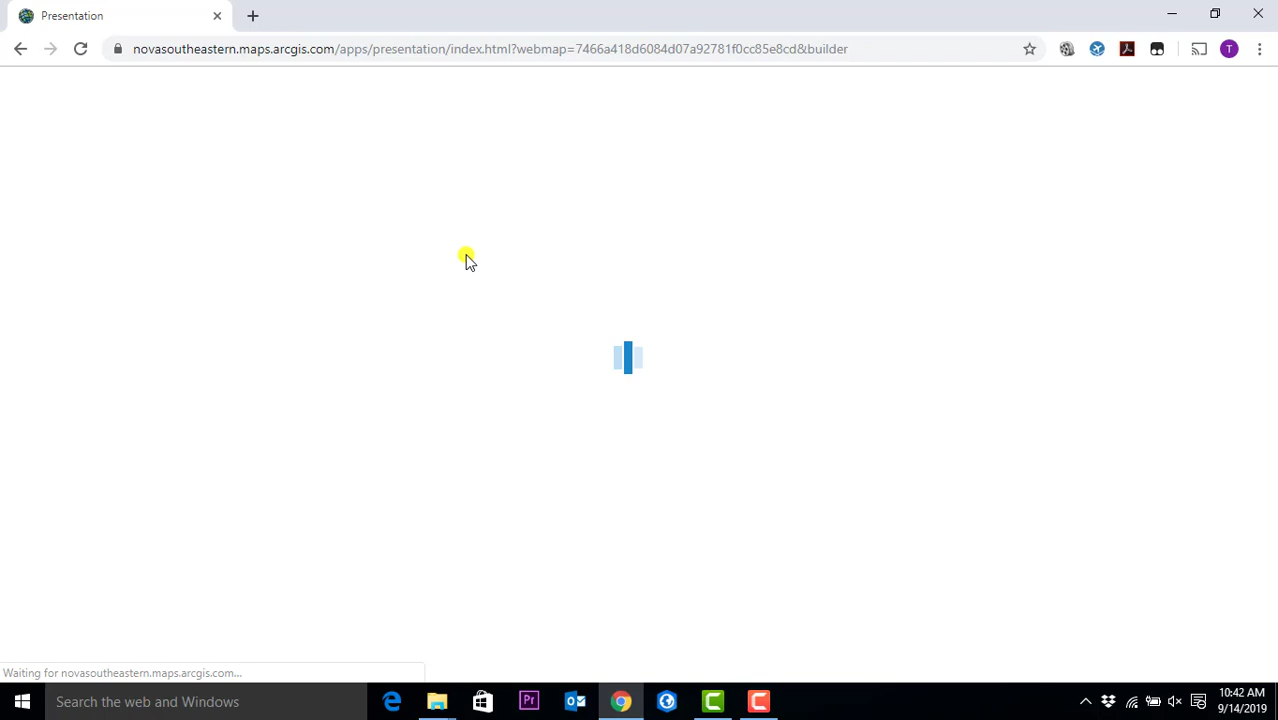 Presentation
novasoutheastern.maps.arcgis.com/apps/presentation/index.html?webmap=7466a418d6084d07a92781f0cc85e8cd&builder
T
Waiting for novasoutheastern.maps.arcgis.com...
Search the web and Windows
Pr
10:42 AM
9/14/2019